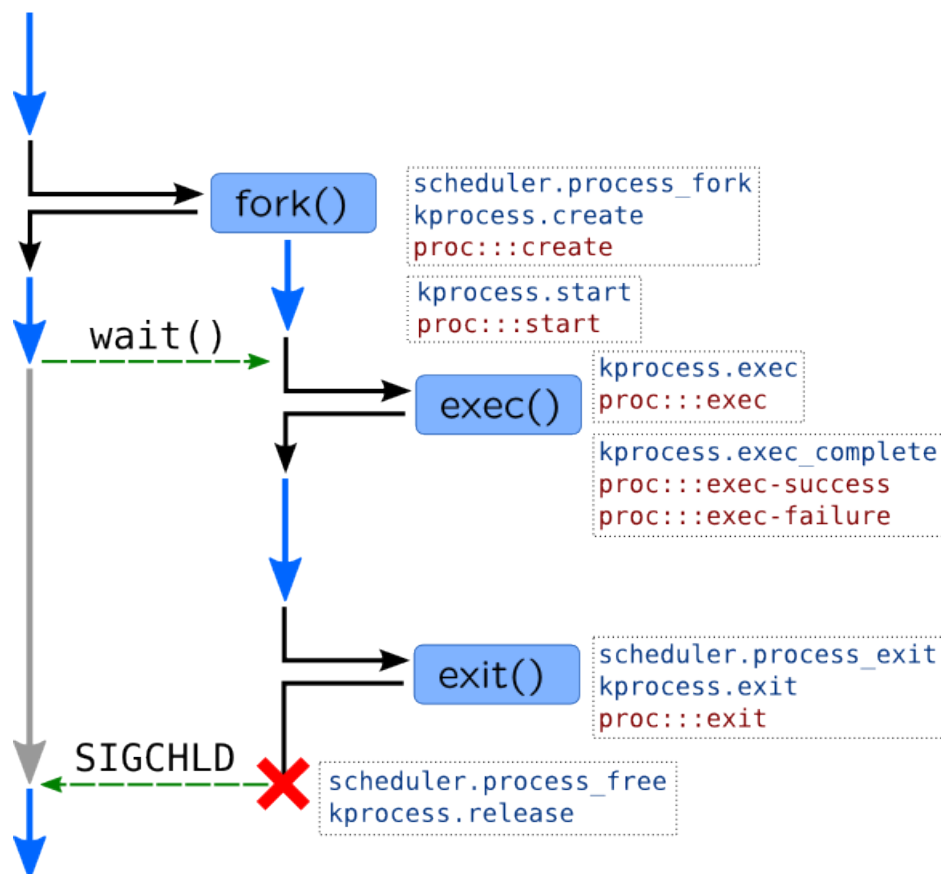 fork()
scheduler.process_fork
kprocess.create
proc:::create
kprocess.start
proc:::start
wait()
exec()
kprocess.exec
proc:::exec
kprocess.exec_complete
proc:::exec-success
proc:::exec-failure
exit()
scheduler.process_exit
kprocess.exit
proc:::exit
SIGCHLD
scheduler.process_free
kprocess.release